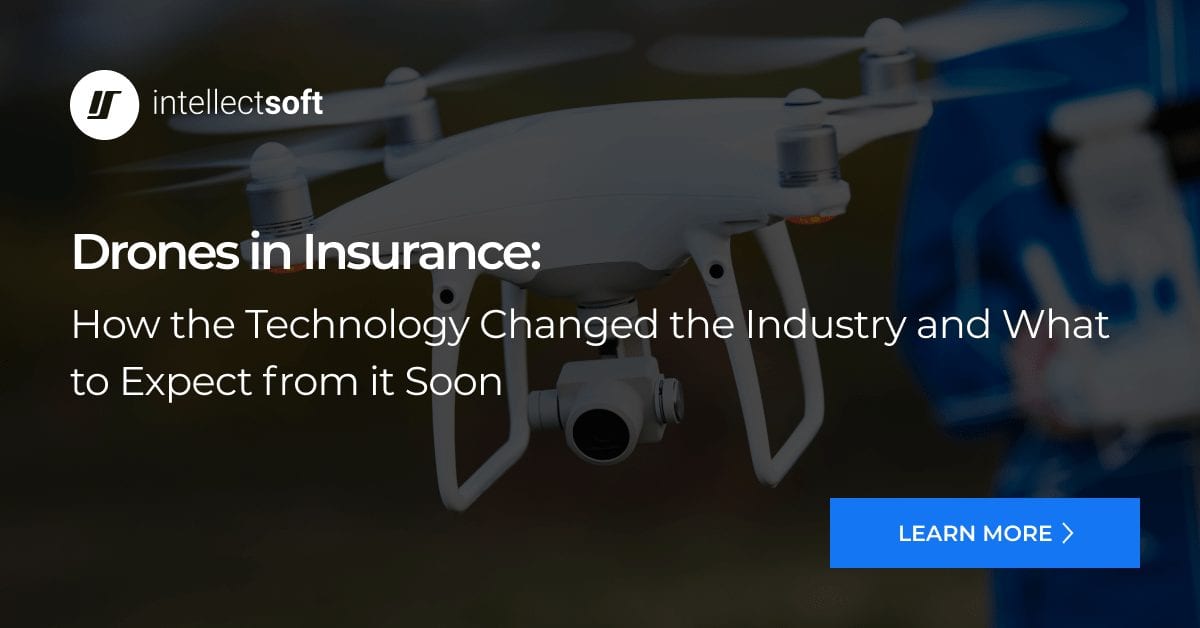 intellectsoft
Drones in Insurance:
How the Technology Changed the Industry and What
to Expect from it Soon
LEARN MORE